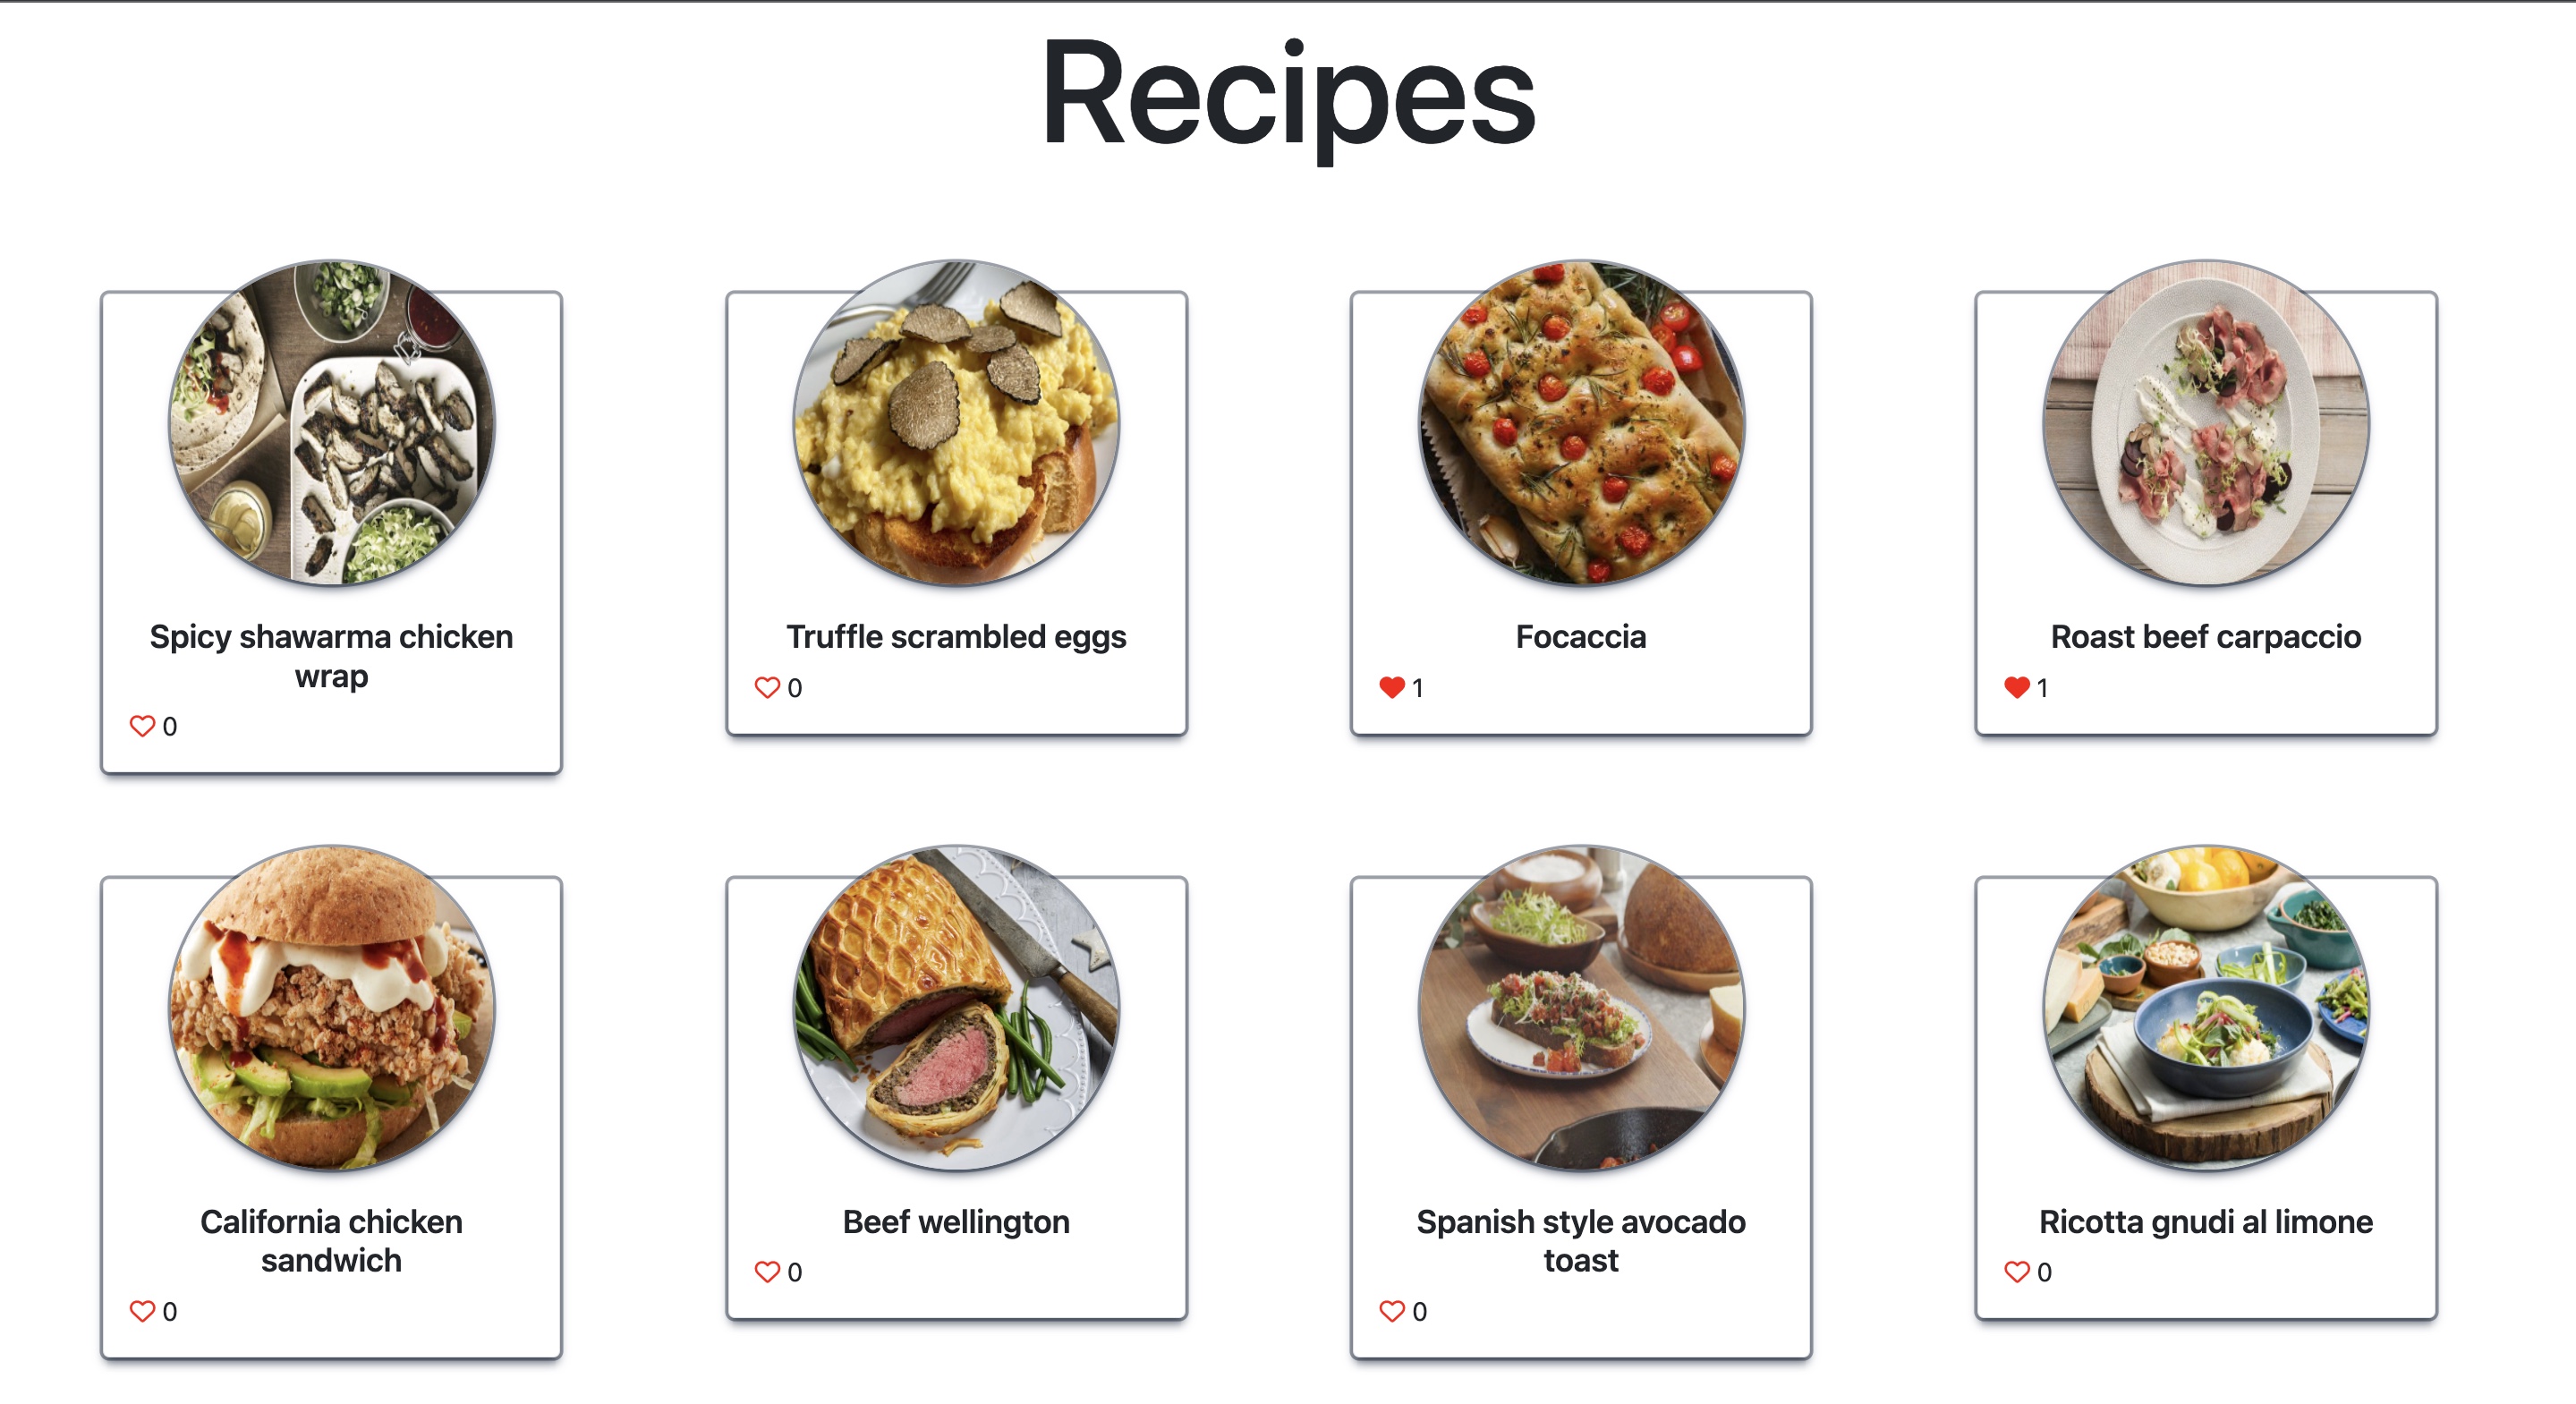 Recipes
Spicy shawarma chicken
wrap
0
Truffle scrambled eggs
0
Focaccia
1
Roast beef carpaccio
1
California chicken
sandwich
0
Beef wellington
0
Spanish style avocado
toast
0
Ricotta gnudi al limone
0